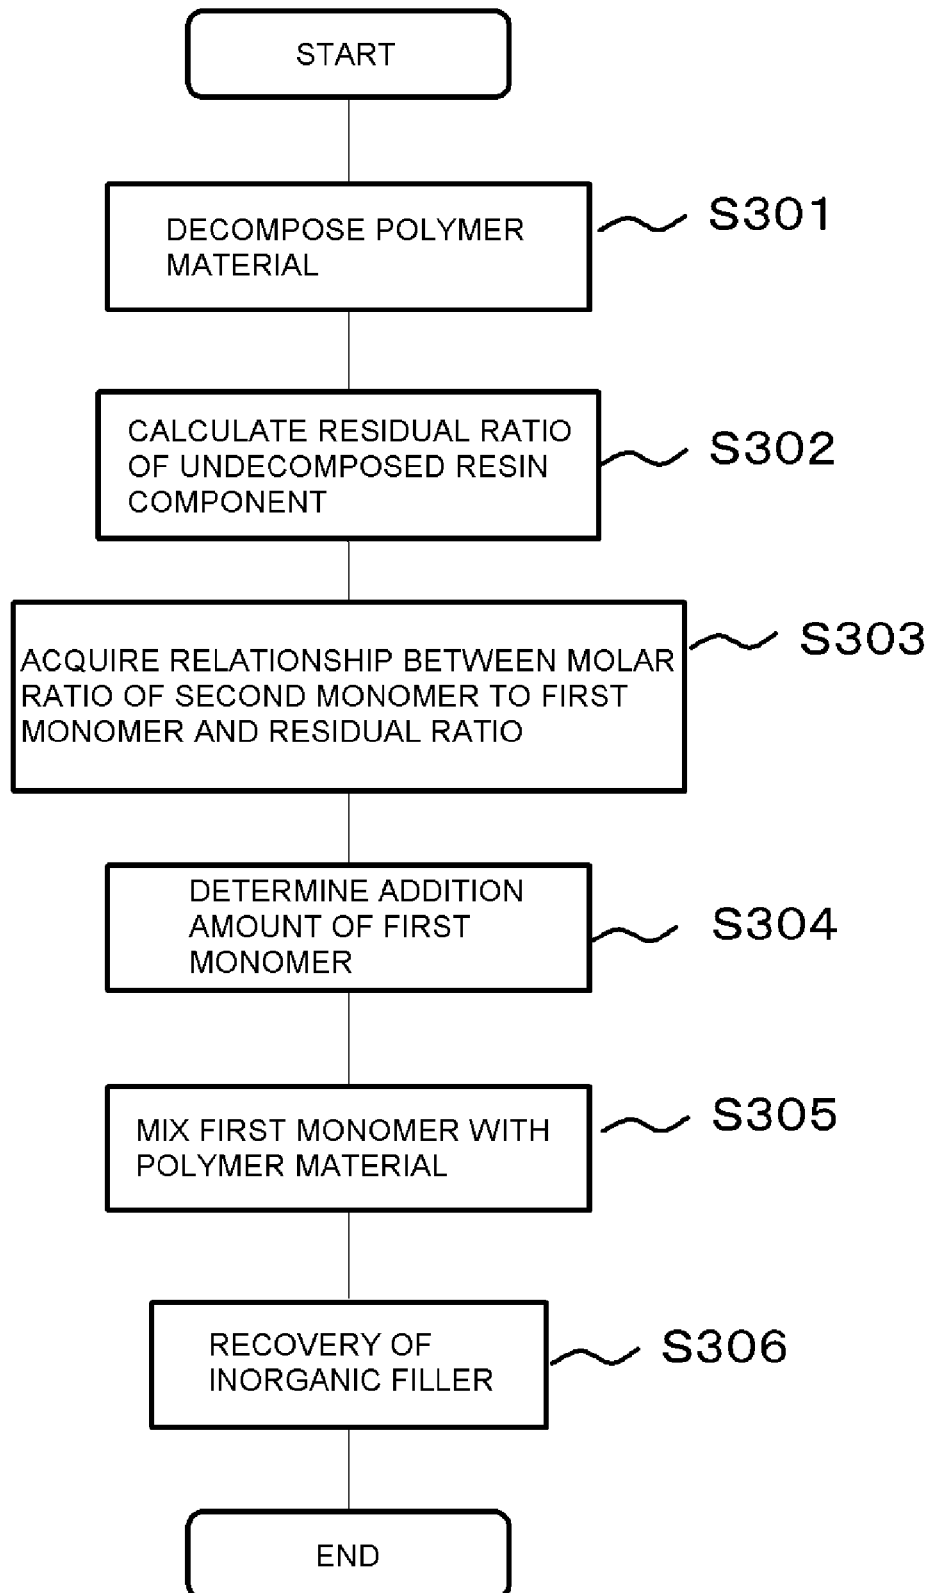 START
DECOMPOSE POLYMER
MATERIAL
S301
CALCULATE RESIDUAL RATIO
OF UNDECOMPOSED RESIN
COMPONENT
S302
ACQUIRE RELATIONSHIP BETWEEN MOLAR
RATIO OF SECOND MONOMER TO FIRST
MONOMER AND RESIDUAL RATIO
S303
DETERMINE ADDITION
AMOUNT OF FIRST
MONOMER
S304
MIX FIRST MONOMER WITH
POLYMER MATERIAL
S305
RECOVERY OF
INORGANIC FILLER
S306
END